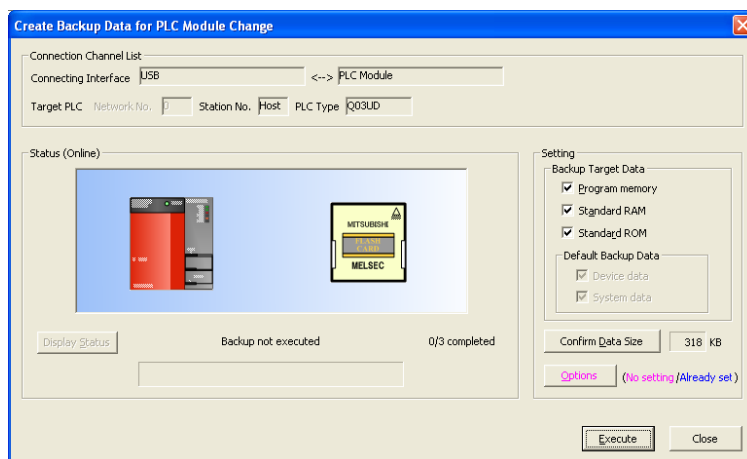 Create Backup Data for PLC Module Change
Connection Channel List
Connecting Interface USB <--> PLC Module
Target PLC Network No. 0 Station No. Host PLC Type Q03UD
Status (Online)
MITSUBISHI
FLASH
CARD
MELSEC
Display Status
Backup not executed
0/3 completed
Setting
Backup Target Data
Program memory
Standard RAM
Standard ROM
Default Backup Data
Device data
System data
Confirm Data Size 318 KB
Options (No setting /Already set )
Execute Close